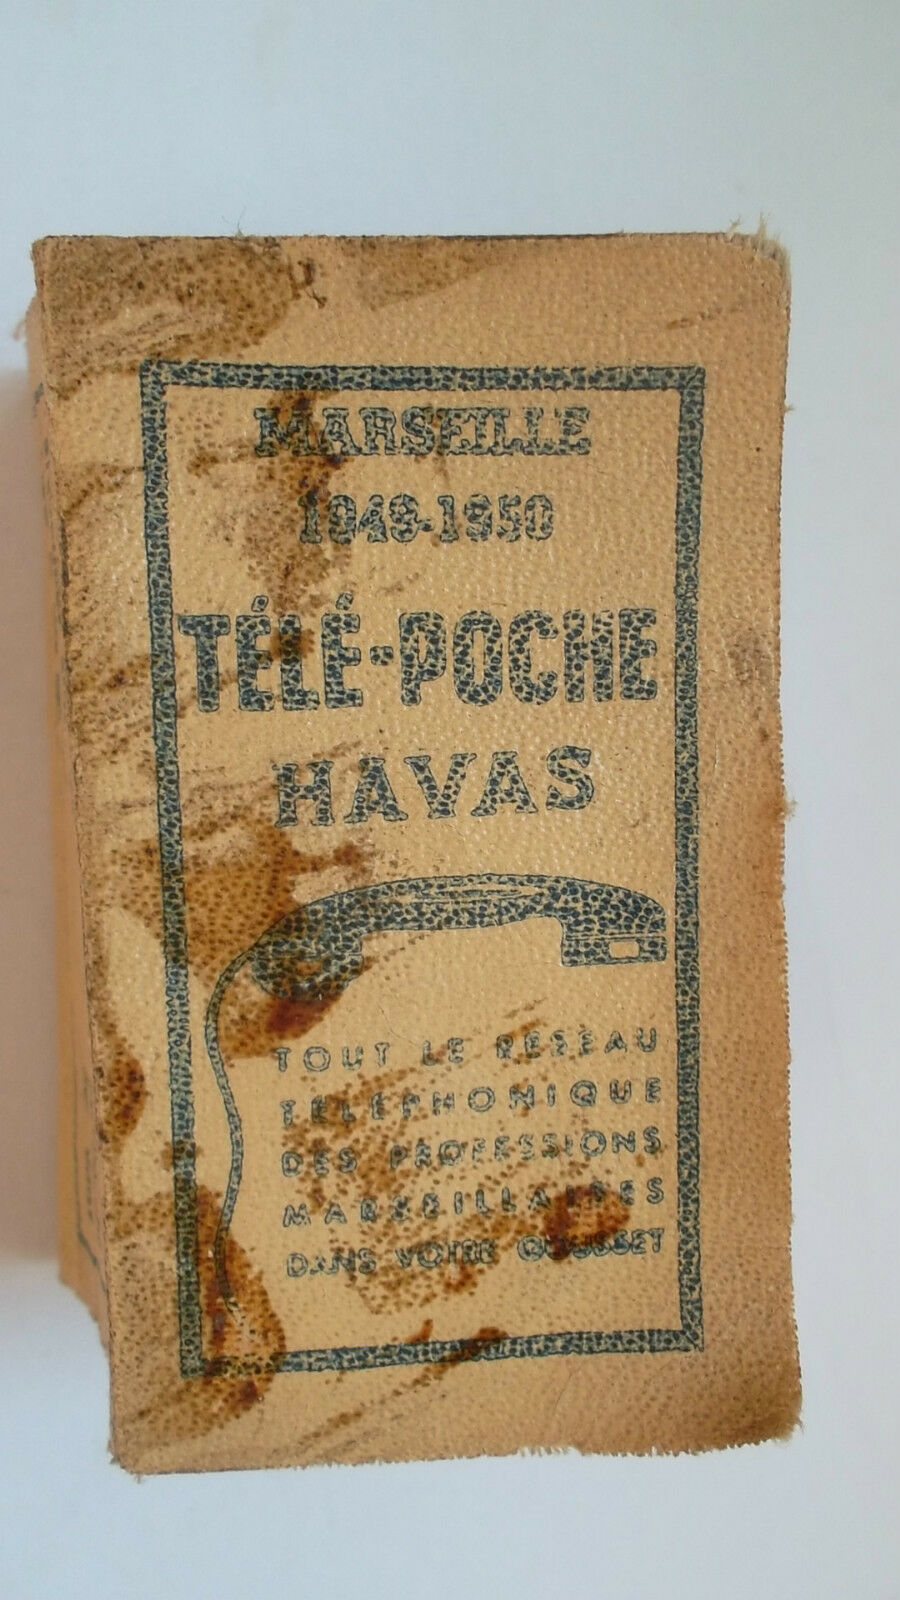 MARSEILLE
1949-1950
TÉLÉ-POCHE
HAVAS
TOUT LE RESEAU
TELEPHONIQUE
DES PROFESSIONS
MARSEILLAISES
DANS VOTRE GOUSSET